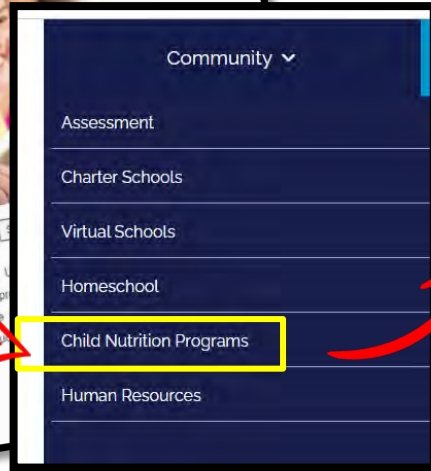 Community
Assessment
Charter Schools
Virtual Schools
Homeschool
Child Nutrition Programs
Human Resources